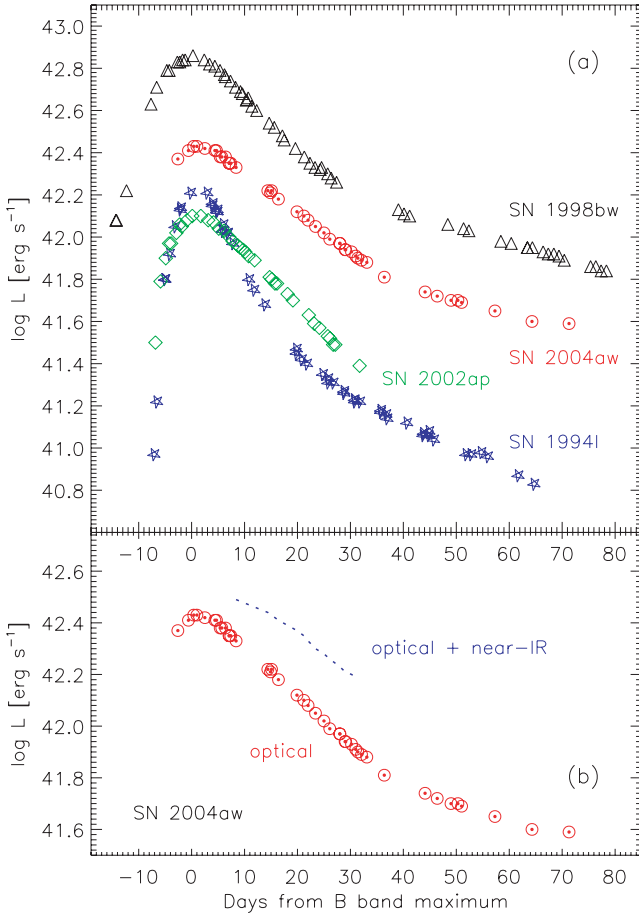 43.0
(a)
42.8
42.6
42.4
42.2
SN 1998bw
42.0
log L [erg s⁻¹]
41.8
41.6
SN 2004aw
41.4
SN 2002ap
41.2
SN 1994I
41.0
40.8
−10 0 10 20 30 40 50 60 70 80
42.6
42.4
optical + near−IR
42.2
log L [erg s⁻¹]
42.0
optical
41.8
(b)
SN 2004aw
41.6
−10 0 10 20 30 40 50 60 70 80
Days from B band maximum